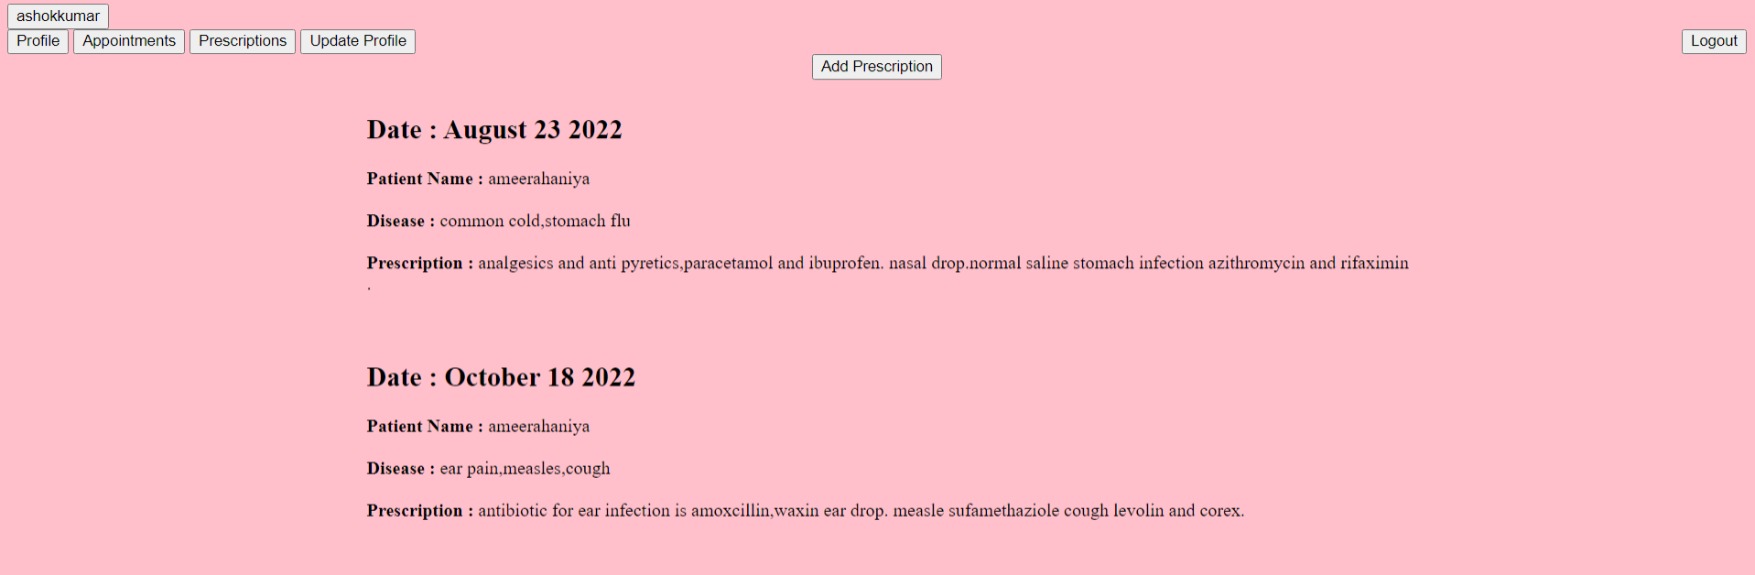 ashokkumar
Profile Appointments Prescriptions Update Profile Logout
Add Prescription
Date : August 23 2022
Patient Name : ameerahaniya
Disease : common cold,stomach flu
Prescription : analgesics and anti pyretics,paracetamol and ibuprofen. nasal drop.normal saline stomach infection azithromycin and rifaximin
.
Date : October 18 2022
Patient Name : ameerahaniya
Disease : ear pain,measles,cough
Prescription : antibiotic for ear infection is amoxcillin,waxin ear drop. measle sufamethaziole cough levolin and corex.